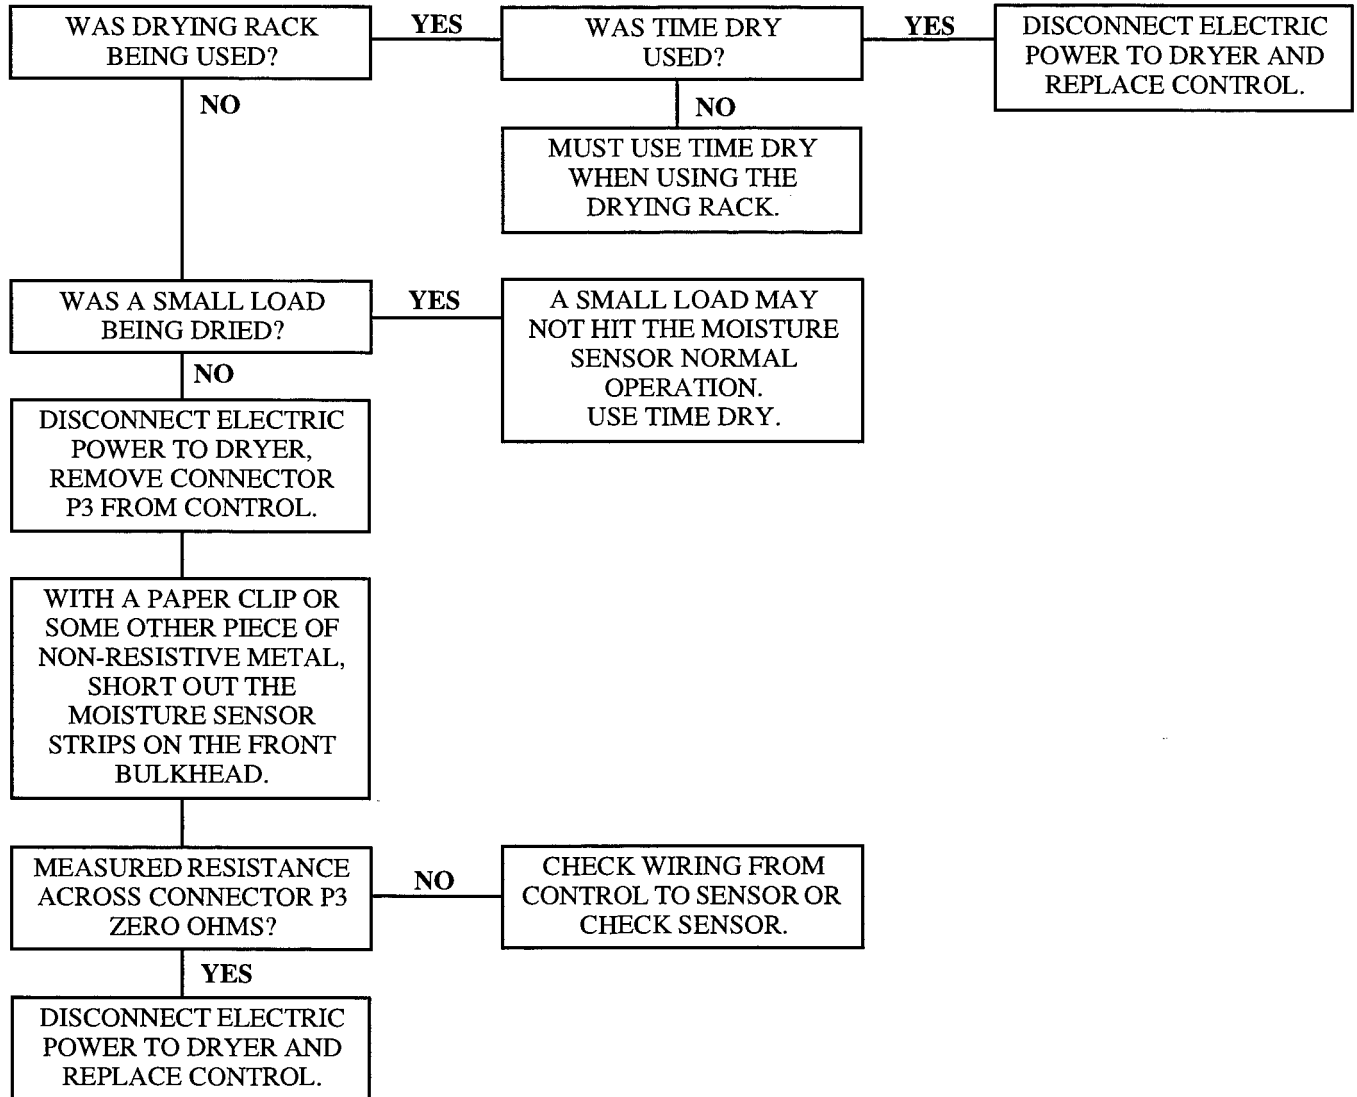 WAS DRYING RACK
BEING USED?
YES
WAS TIME DRY
USED?
YES
DISCONNECT ELECTRIC
POWER TO DRYER AND
REPLACE CONTROL.
NO
NO
MUST USE TIME DRY
WHEN USING THE
DRYING RACK.
WAS A SMALL LOAD
BEING DRIED?
YES
A SMALL LOAD MAY
NOT HIT THE MOISTURE
SENSOR NORMAL
OPERATION.
USE TIME DRY.
NO
DISCONNECT ELECTRIC
POWER TO DRYER,
REMOVE CONNECTOR
P3 FROM CONTROL.
WITH A PAPER CLIP OR
SOME OTHER PIECE OF
NON-RESISTIVE METAL,
SHORT OUT THE
MOISTURE SENSOR
STRIPS ON THE FRONT
BULKHEAD.
MEASURED RESISTANCE
ACROSS CONNECTOR P3
ZERO OHMS?
NO
CHECK WIRING FROM
CONTROL TO SENSOR OR
CHECK SENSOR.
YES
DISCONNECT ELECTRIC
POWER TO DRYER AND
REPLACE CONTROL.